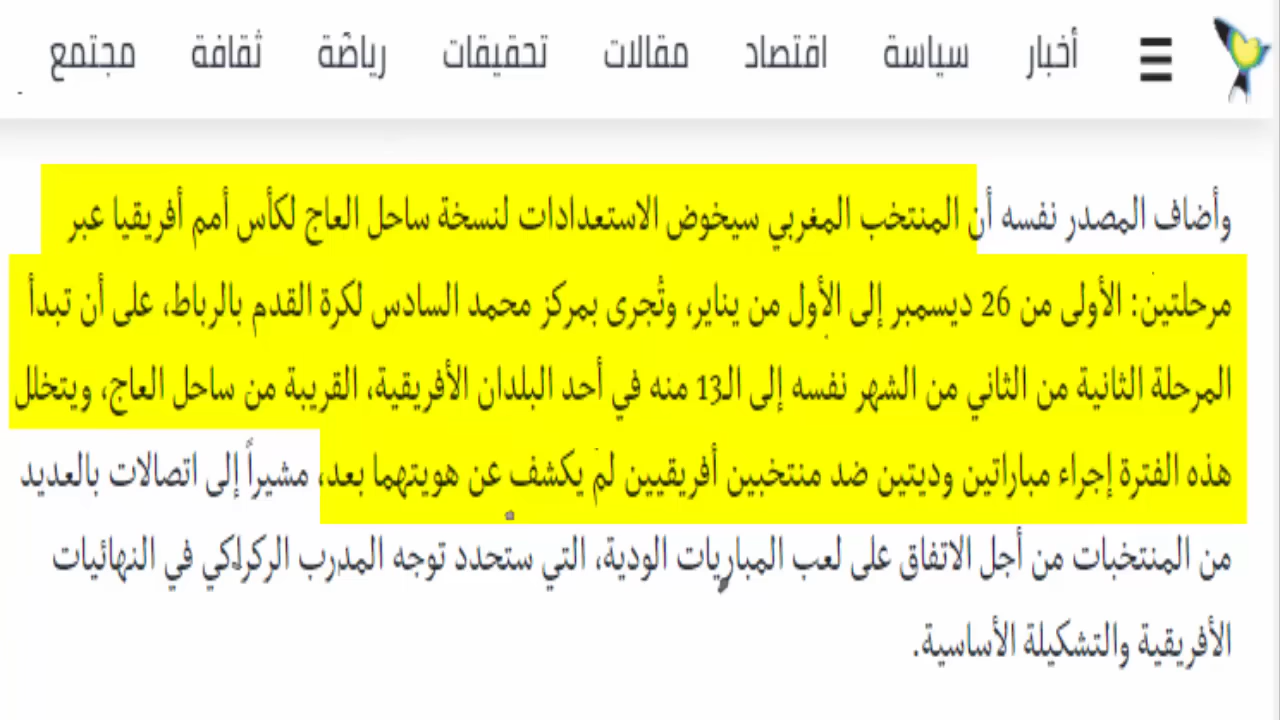 أخبار سياسة اقتصاد مقالات تحقيقات رياضة ثقافة مجتمع
وأضاف المصدر نفسه أن المنتخب المغربي سيخوض الاستعدادات لنسخة ساحل العاج لكأس أمم أفريقيا عبر
مرحلتين: الأولى من 26 ديسمبر إلى الأول من يناير، وتُجرى بمركز محمد السادس لكرة القدم بالرباط، على أن تبدأ
المرحلة الثانية من الثاني من الشهر نفسه إلى الـ13 منه في أحد البلدان الأفريقية، القريبة من ساحل العاج، ويتخلل
هذه الفترة إجراء مباراتين وديتين ضد منتخبين أفريقيين لم يكشف عن هويتهما بعد، مشيراً إلى اتصالات بالعديد
من المنتخبات من أجل الاتفاق على لعب المباريات الودية، التي ستحدد توجه المدرب الركراكي في النهائيات
الأفريقية والتشكيلة الأساسية.